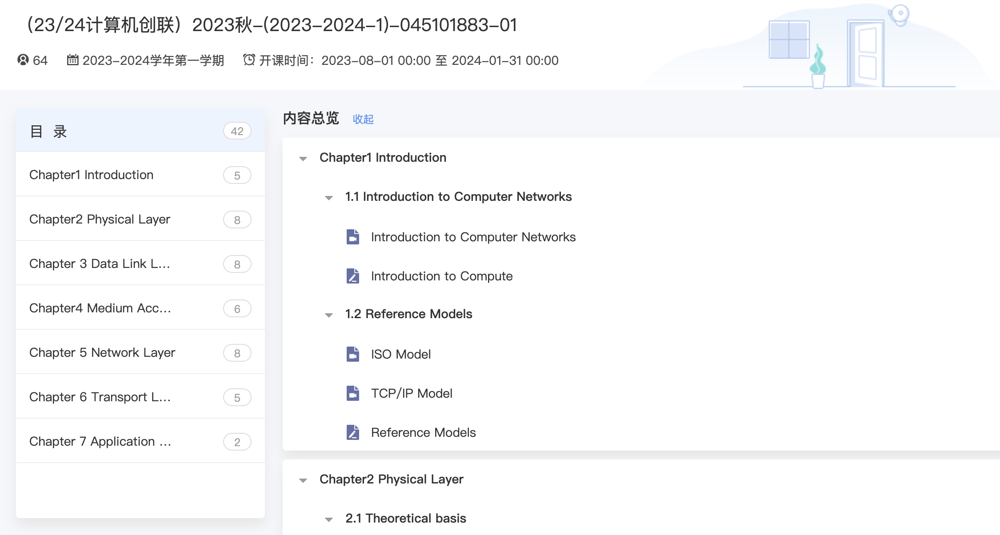 （23/24计算机创联）2023秋-(2023-2024-1)-045101883-01
64 2023-2024学年第一学期 开课时间：2023-08-01 00:00 至 2024-01-31 00:00
目 录 42
Chapter1 Introduction 5
Chapter2 Physical Layer 8
Chapter 3 Data Link L... 8
Chapter4 Medium Acc... 6
Chapter 5 Network Layer 8
Chapter 6 Transport L... 5
Chapter 7 Application ... 2
内容总览 收起
Chapter1 Introduction
1.1 Introduction to Computer Networks
Introduction to Computer Networks
Introduction to Compute
1.2 Reference Models
ISO Model
TCP/IP Model
Reference Models
Chapter2 Physical Layer
2.1 Theoretical basis